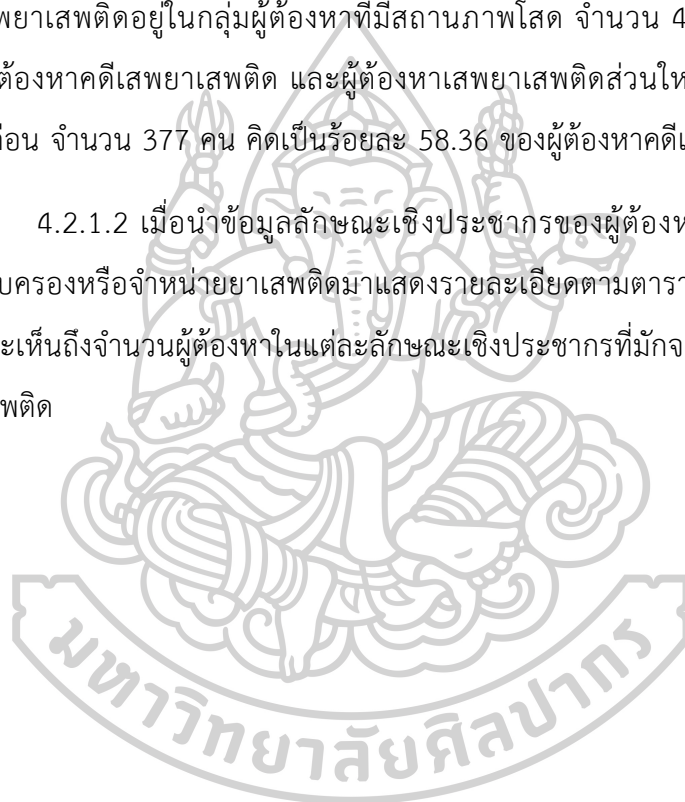 พยาเสพติดอยู่ในกลุ่มผู้ต้องหาที่มีสถานภาพโสด จำนวน 4
ต้องหาคดีเสพยาเสพติด และผู้ต้องหาเสพยาเสพติดส่วนให
อน จำนวน 377 คน คิดเป็นร้อยละ 58.36 ของผู้ต้องหาคดีเ
4.2.1.2 เมื่อนำข้อมูลลักษณะเชิงประชากรของผู้ต้องห
บครองหรือจำหน่ายยาเสพติดมาแสดงรายละเอียดตามตารา
ะเห็นถึงจำนวนผู้ต้องหาในแต่ละลักษณะเชิงประชากรที่มักจ
พติด
มหาวิทยาลัยศิลปากร